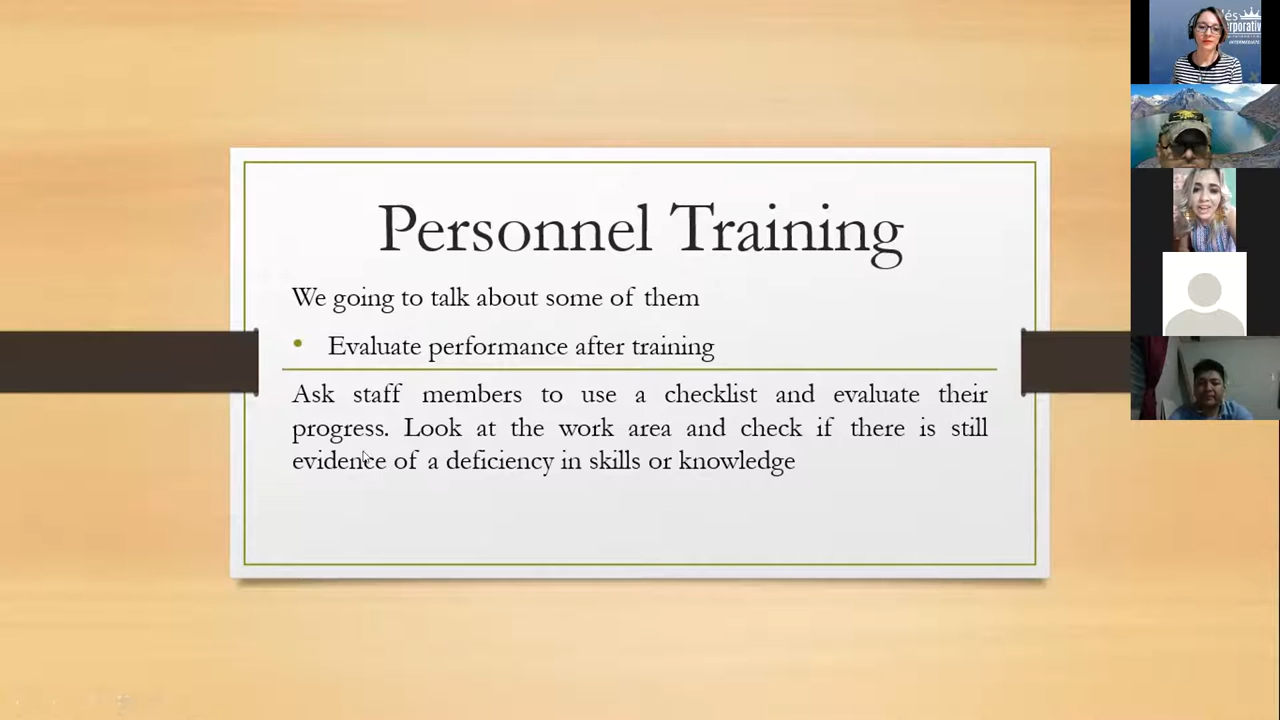 Personnel Training
We going to talk about some of them
• Evaluate performance after training
Ask staff members to use a checklist and evaluate their
progress. Look at the work area and check if there is still
evidence of a deficiency in skills or knowledge
INTERMEDIATE